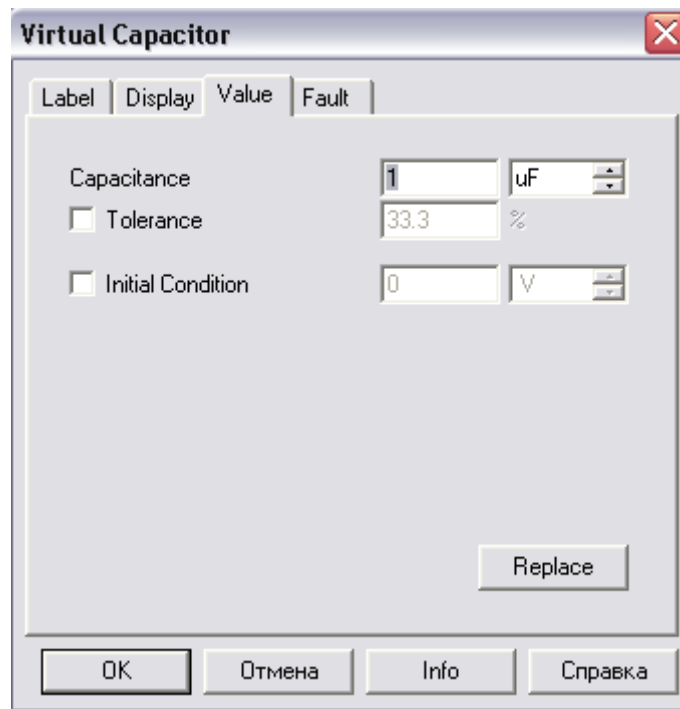 Virtual Capacitor
Label Display Value Fault
Capacitance 1 uF
Tolerance 33.3 %
Initial Condition 0 V
Replace
OK Отмена Info Справка